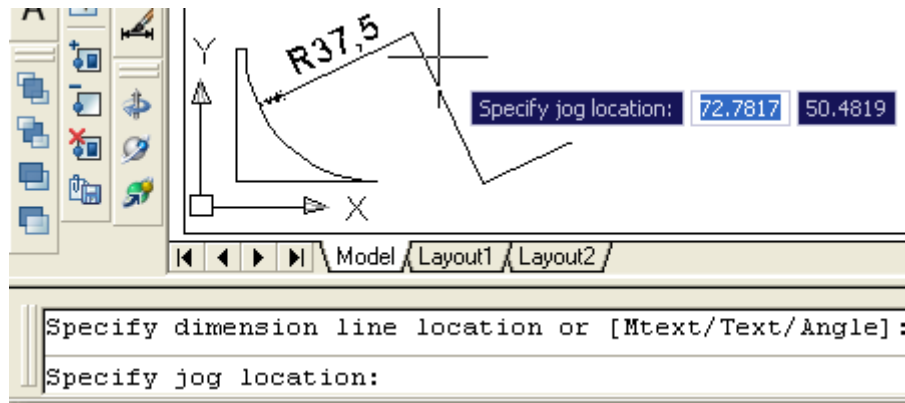 A
Y
R37,5
Specify jog location: 72.7817 50.4819
X
Model Layout1 Layout2
Specify dimension line location or [Mtext/Text/Angle]:
Specify jog location: